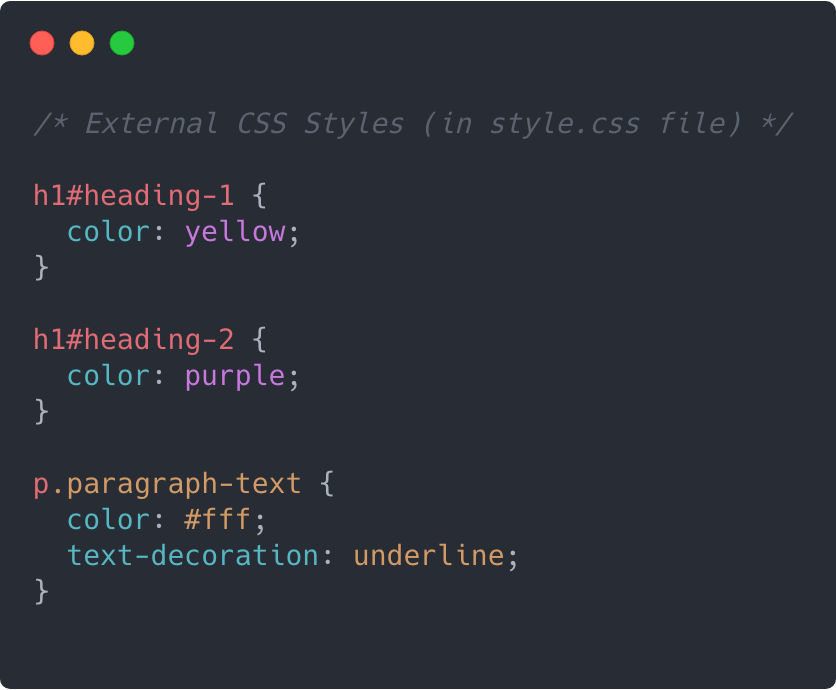 /* External CSS Styles (in style.css file) */
h1#heading-1 {
  color: yellow;
}
h1#heading-2 {
  color: purple;
}
p.paragraph-text {
  color: #fff;
  text-decoration: underline;
}